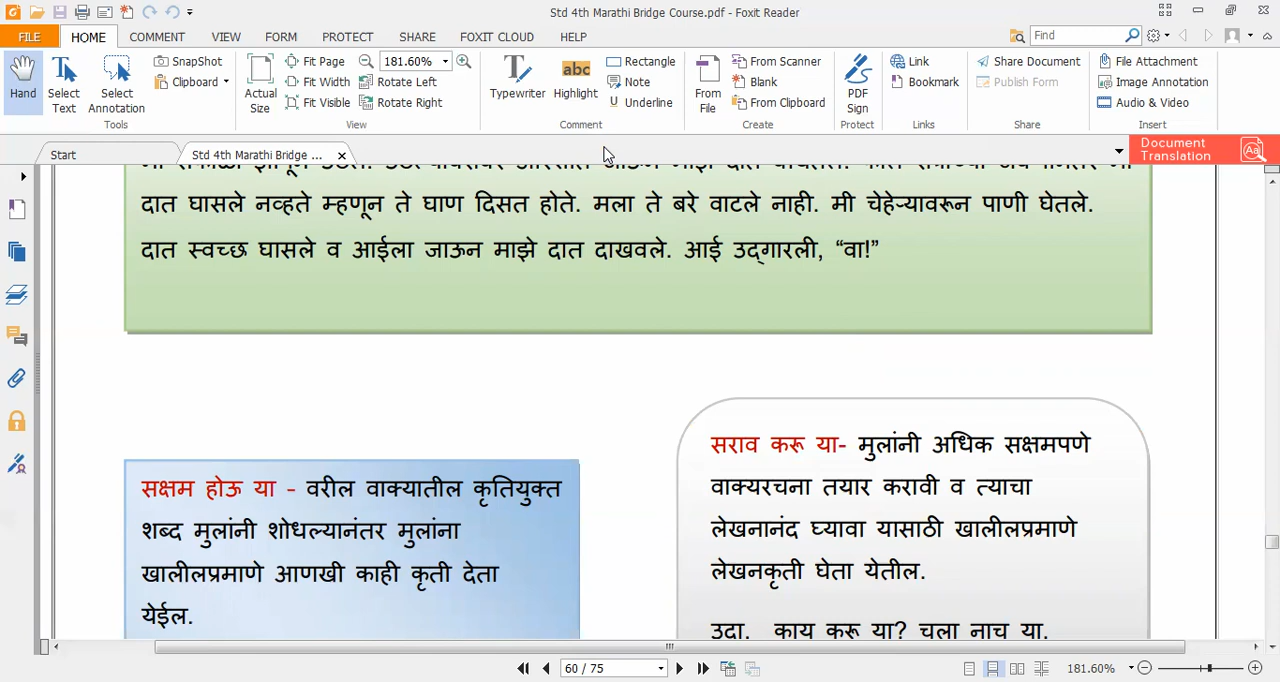 Std 4th Marathi Bridge Course.pdf - Foxit Reader
FILE HOME COMMENT VIEW FORM PROTECT SHARE FOXIT CLOUD HELP Find
SnapShot Fit Page 181.60% Rectangle From Scanner Link Share Document File Attachment
Clipboard Fit Width Rotate Left Note Blank Bookmark Publish Form Image Annotation
Fit Visible Rotate Right Underline From Clipboard Audio & Video
Hand Select Text Select Annotation Actual Size Typewriter Highlight From File PDF Sign
Tools View Comment Create Protect Links Share Insert
Start Std 4th Marathi Bridge ... Document Translation
दात घासले नव्हते म्हणून ते घाण दिसत होते. मला ते बरे वाटले नाही. मी चेहेऱ्यावरून पाणी घेतले.
दात स्वच्छ घासले व आईला जाऊन माझे दात दाखवले. आई उद्‌गारली, “वा!”
सक्षम होऊ या - वरील वाक्यातील कृतियुक्त
शब्द मुलांनी शोधल्यानंतर मुलांना
खालीलप्रमाणे आणखी काही कृती देता
येईल.
सराव करू या- मुलांनी अधिक सक्षमपणे
वाक्यरचना तयार करावी व त्याचा
लेखनानंद घ्यावा यासाठी खालीलप्रमाणे
लेखनकृती घेता येतील.
उदा. काय करू या? चला नाच या.
60 / 75 181.60%